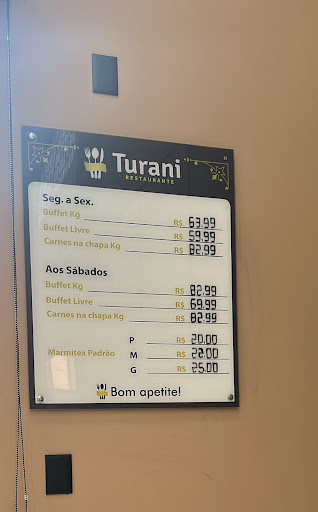 Turani
RESTAURANTE
Seg. a Sex.
Buffet Kg R$ 63.99
Buffet Livre R$ 59.99
Carnes na chapa Kg R$ 82.99
Aos Sábados
Buffet Kg R$ 82.99
Buffet Livre R$ 69.99
Carnes na chapa Kg R$ 82.99
P R$ 20.00
Marmitex Padrão M R$ 22.00
G R$ 25.00
Bom apetite!